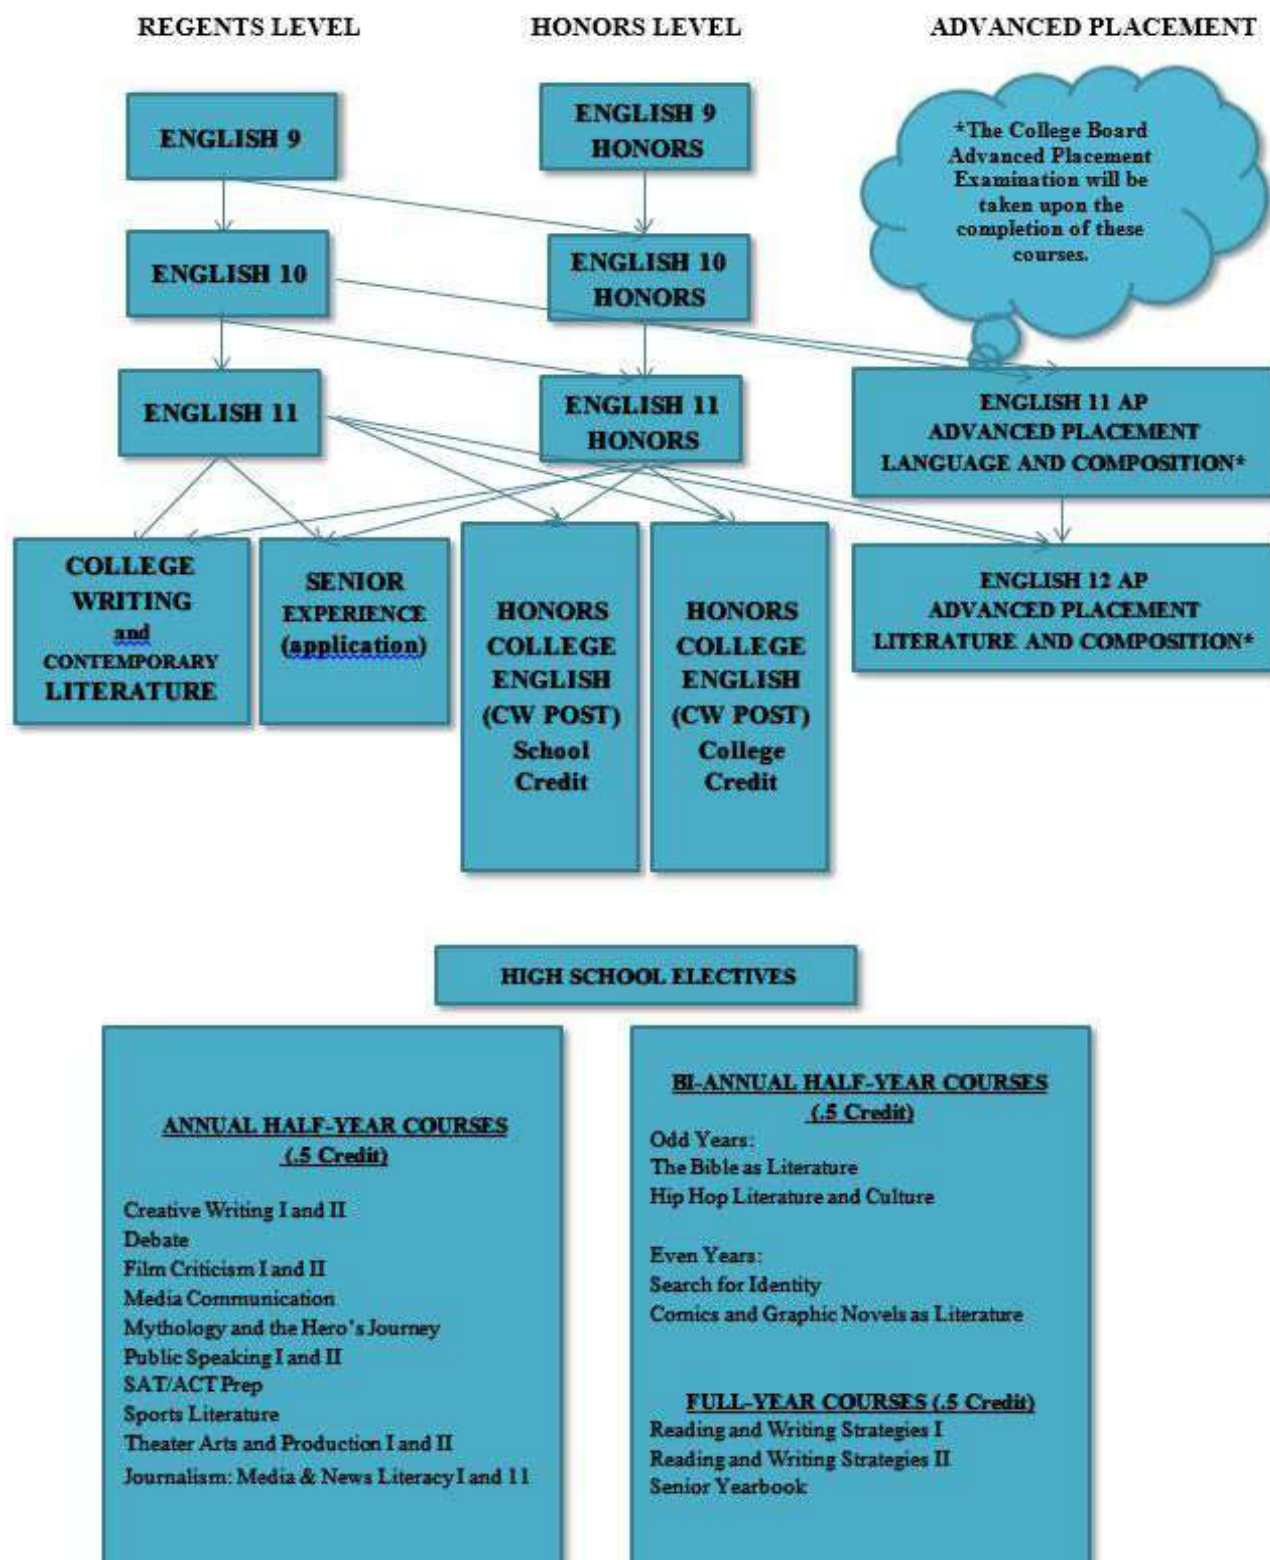 REGENTS LEVEL
HONORS LEVEL
ADVANCED PLACEMENT
ENGLISH 9
ENGLISH 9
HONORS
*The College Board
Advanced Placement
Examination will be
taken upon the
completion of these
courses.
ENGLISH 10
ENGLISH 10
HONORS
ENGLISH 11
ENGLISH 11
HONORS
ENGLISH 11 AP
ADVANCED PLACEMENT
LANGUAGE AND COMPOSITION*
COLLEGE
WRITING
and
CONTEMPORARY
LITERATURE
SENIOR
EXPERIENCE
(application)
HONORS
COLLEGE
ENGLISH
(CW POST)
School
Credit
HONORS
COLLEGE
ENGLISH
(CW POST)
College
Credit
ENGLISH 12 AP
ADVANCED PLACEMENT
LITERATURE AND COMPOSITION*
HIGH SCHOOL ELECTIVES
ANNUAL HALF-YEAR COURSES
(.5 Credit)
Creative Writing I and II
Debate
Film Criticism I and II
Media Communication
Mythology and the Hero's Journey
Public Speaking I and II
SAT/ACT Prep
Sports Literature
Theater Arts and Production I and II
Journalism: Media & News Literacy I and 11
BI-ANNUAL HALF-YEAR COURSES
(.5 Credit)
Odd Years:
The Bible as Literature
Hip Hop Literature and Culture
Even Years:
Search for Identity
Comics and Graphic Novels as Literature
FULL-YEAR COURSES (.5 Credit)
Reading and Writing Strategies I
Reading and Writing Strategies II
Senior Yearbook